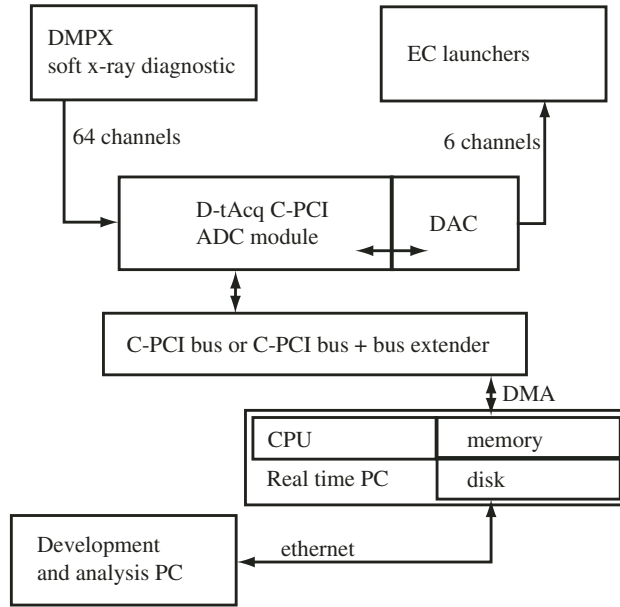 DMPX
soft x-ray diagnostic
EC launchers
64 channels
6 channels
D-tAcq C-PCI
ADC module
DAC
C-PCI bus or C-PCI bus + bus extender
DMA
CPU
memory
Real time PC
disk
Development
and analysis PC
ethernet